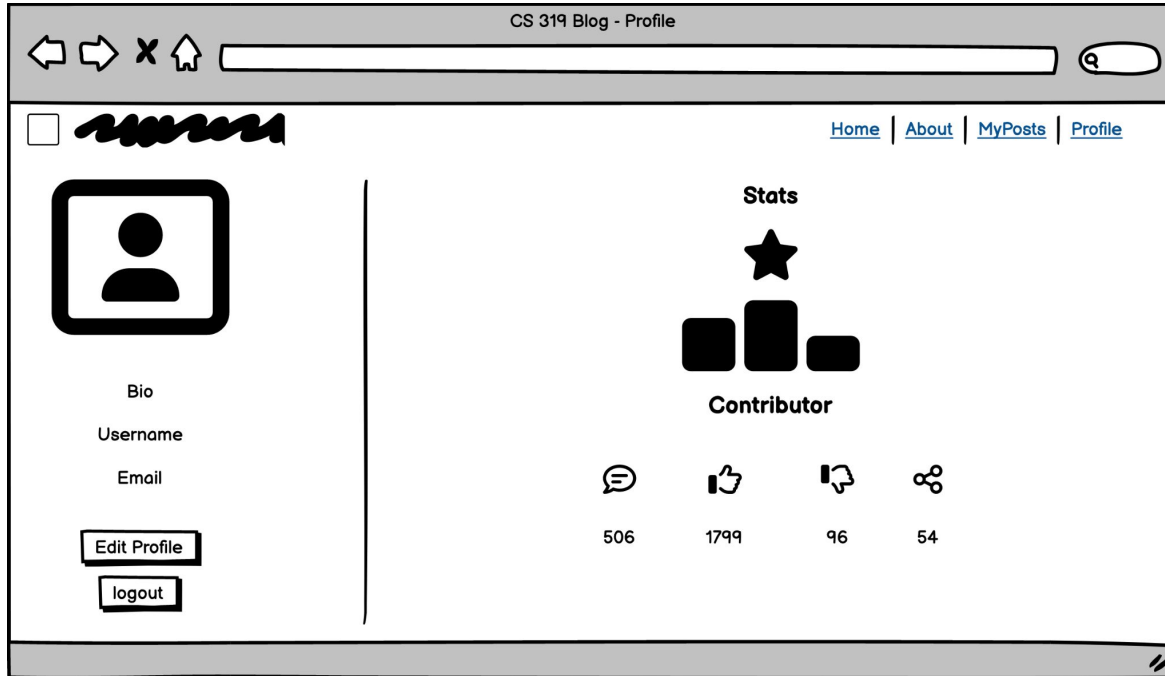 CS 319 Blog - Profile
Home About MyPosts Profile
Stats
Contributor
Bio
Username
Email
Edit Profile
logout
506 1799 96 54